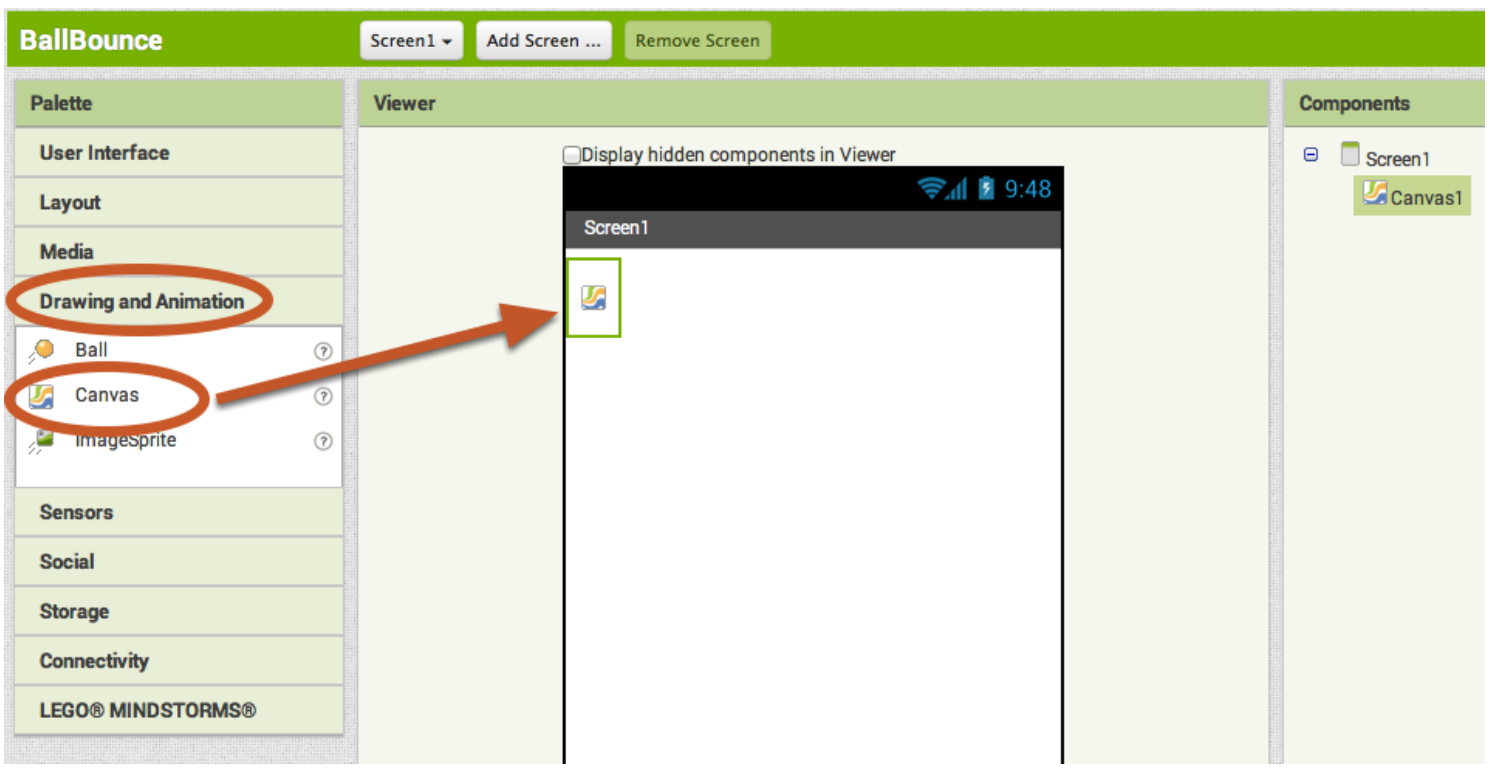 BallBounce
Screen1
Add Screen ...
Remove Screen
Palette
User Interface
Layout
Media
Drawing and Animation
Ball
?
Canvas
?
ImageSprite
?
Sensors
Social
Storage
Connectivity
LEGO® MINDSTORMS®
Viewer
Display hidden components in Viewer
9:48
Screen1
Components
Screen1
Canvas1